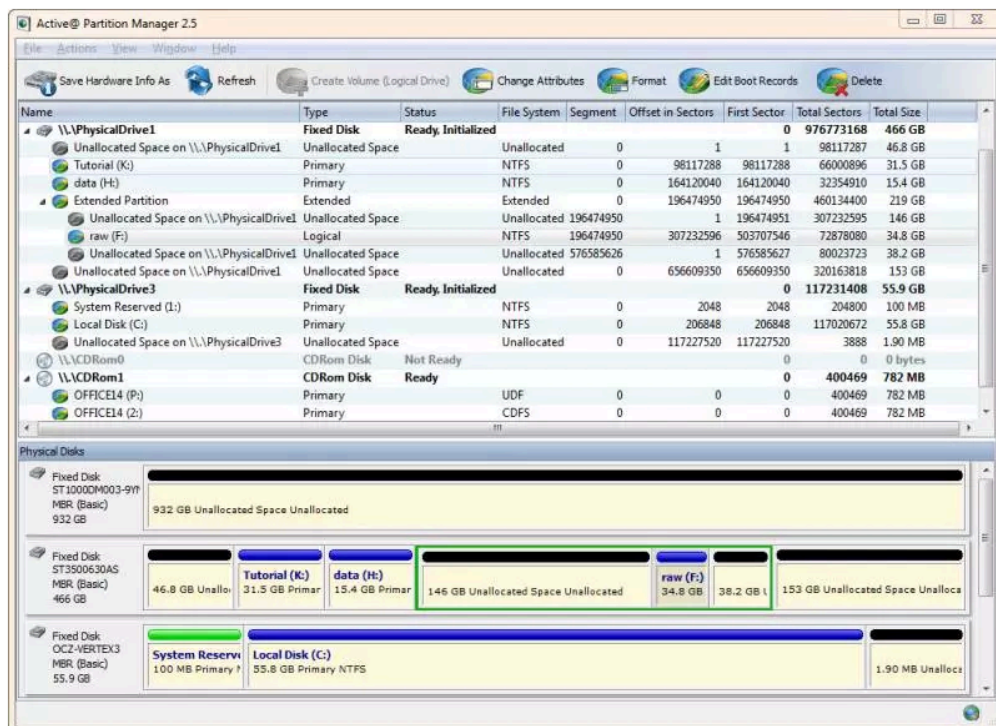 Active@ Partition Manager 2.5
File Actions View Window Help
Save Hardware Info As Refresh Create Volume (Logical Drive) Change Attributes Format Edit Boot Records Delete
Name Type Status File System Segment Offset in Sectors First Sector Total Sectors Total Size
\\.\PhysicalDrive1 Fixed Disk Ready, Initialized 0 976773168 466 GB
Unallocated Space on \\.\PhysicalDrive1 Unallocated Space Unallocated 0 1 1 98117287 46.8 GB
Tutorial (K:) Primary NTFS 0 98117288 98117288 66000896 31.5 GB
data (H:) Primary NTFS 0 164120040 164120040 32354910 15.4 GB
Extended Partition Extended Extended 0 196474950 196474950 460134400 219 GB
Unallocated Space on \\.\PhysicalDrive1 Unallocated Space Unallocated 196474950 1 196474951 307232595 146 GB
raw (F:) Logical NTFS 196474950 307232596 503707546 72878080 34.8 GB
Unallocated Space on \\.\PhysicalDrive1 Unallocated Space Unallocated 576585626 1 576585627 80023723 38.2 GB
Unallocated Space on \\.\PhysicalDrive1 Unallocated Space Unallocated 0 656609350 656609350 320163818 153 GB
\\.\PhysicalDrive3 Fixed Disk Ready, Initialized 0 117231408 55.9 GB
System Reserved (1:) Primary NTFS 0 2048 2048 204800 100 MB
Local Disk (C:) Primary NTFS 0 206848 206848 117020672 55.8 GB
Unallocated Space on \\.\PhysicalDrive3 Unallocated Space Unallocated 0 117227520 117227520 3888 1.90 MB
\\.\CDRom0 CDRom Disk Not Ready 0 0 0 bytes
\\.\CDRom1 CDRom Disk Ready 0 400469 782 MB
OFFICE14 (P:) Primary UDF 0 0 0 400469 782 MB
OFFICE14 (2:) Primary CDFS 0 0 0 400469 782 MB
Physical Disks
Fixed Disk
ST1000DM003-9YN
MBR (Basic)
932 GB
932 GB Unallocated Space Unallocated
Fixed Disk
ST3500630AS
MBR (Basic)
466 GB
46.8 GB Unallo
Tutorial (K:)
31.5 GB Primar
data (H:)
15.4 GB Primar
146 GB Unallocated Space Unallocated
raw (F:)
34.8 GB
38.2 GB
153 GB Unallocated Space Unalloca
Fixed Disk
OCZ-VERTEX3
MBR (Basic)
55.9 GB
System Reserv
100 MB Primary
Local Disk (C:)
55.8 GB Primary NTFS
1.90 MB Unalloca